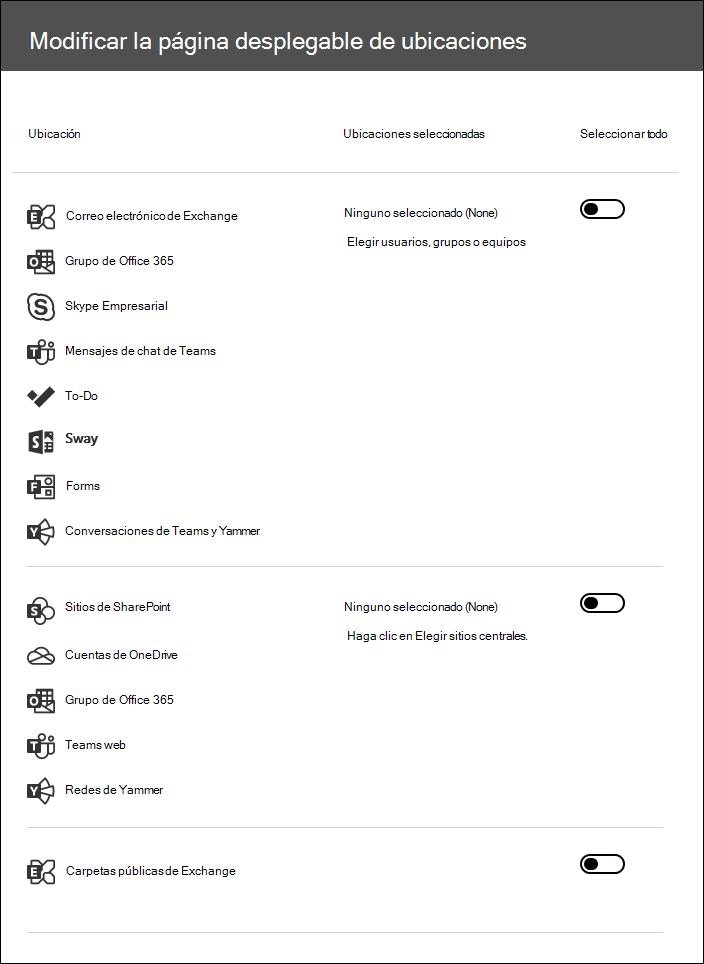 Modificar la página desplegable de ubicaciones
Ubicación Ubicaciones seleccionadas Seleccionar todo
Correo electrónico de Exchange Ninguno seleccionado (None)
Elegir usuarios, grupos o equipos
Grupo de Office 365
Skype Empresarial
Mensajes de chat de Teams
To-Do
Sway
Forms
Conversaciones de Teams y Yammer
Sitios de SharePoint Ninguno seleccionado (None)
Haga clic en Elegir sitios centrales.
Cuentas de OneDrive
Grupo de Office 365
Teams web
Redes de Yammer
Carpetas públicas de Exchange